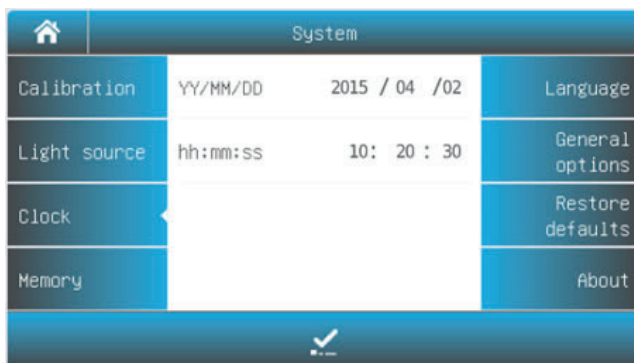 System
Calibration
Light source
Clock
Memory
YY/MM/DD 2015 / 04 /02
hh:mm:ss 10: 20 : 30
Language
General
options
Restore
defaults
About